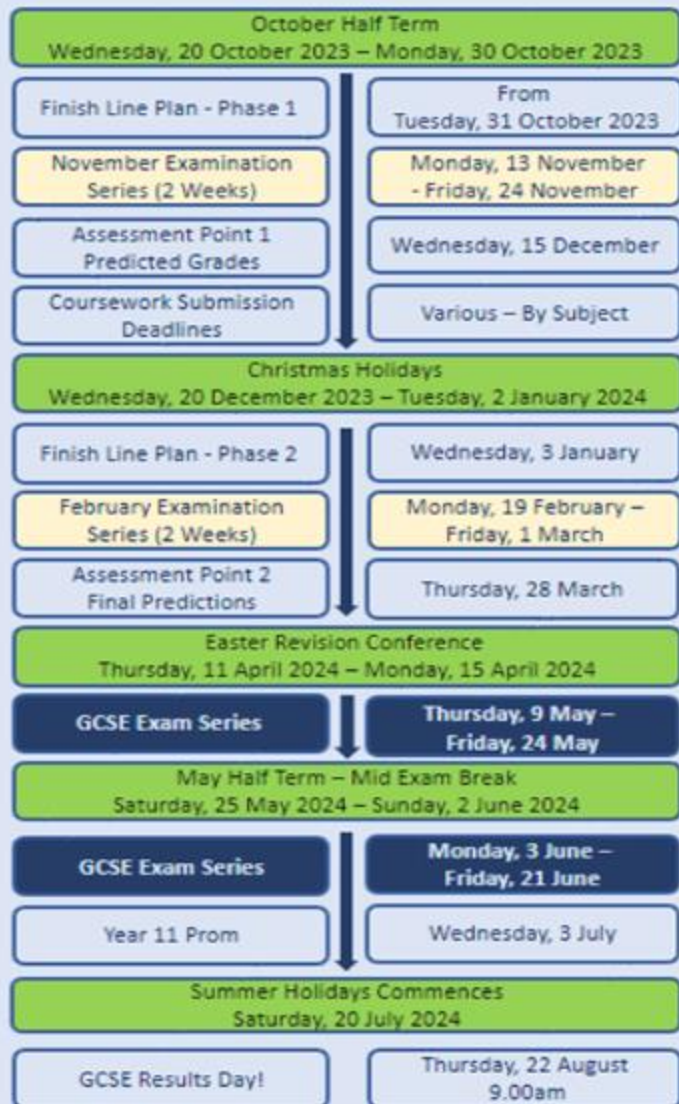 October Half Term
Wednesday, 20 October 2023 – Monday, 30 October 2023
Finish Line Plan - Phase 1
From
Tuesday, 31 October 2023
November Examination
Series (2 Weeks)
Monday, 13 November
- Friday, 24 November
Assessment Point 1
Predicted Grades
Wednesday, 15 December
Coursework Submission
Deadlines
Various – By Subject
Christmas Holidays
Wednesday, 20 December 2023 – Tuesday, 2 January 2024
Finish Line Plan - Phase 2
Wednesday, 3 January
February Examination
Series (2 Weeks)
Monday, 19 February –
Friday, 1 March
Assessment Point 2
Final Predictions
Thursday, 28 March
Easter Revision Conference
Thursday, 11 April 2024 – Monday, 15 April 2024
GCSE Exam Series
Thursday, 9 May –
Friday, 24 May
May Half Term – Mid Exam Break
Saturday, 25 May 2024 – Sunday, 2 June 2024
GCSE Exam Series
Monday, 3 June –
Friday, 21 June
Year 11 Prom
Wednesday, 3 July
Summer Holidays Commences
Saturday, 20 July 2024
GCSE Results Day!
Thursday, 22 August
9.00am